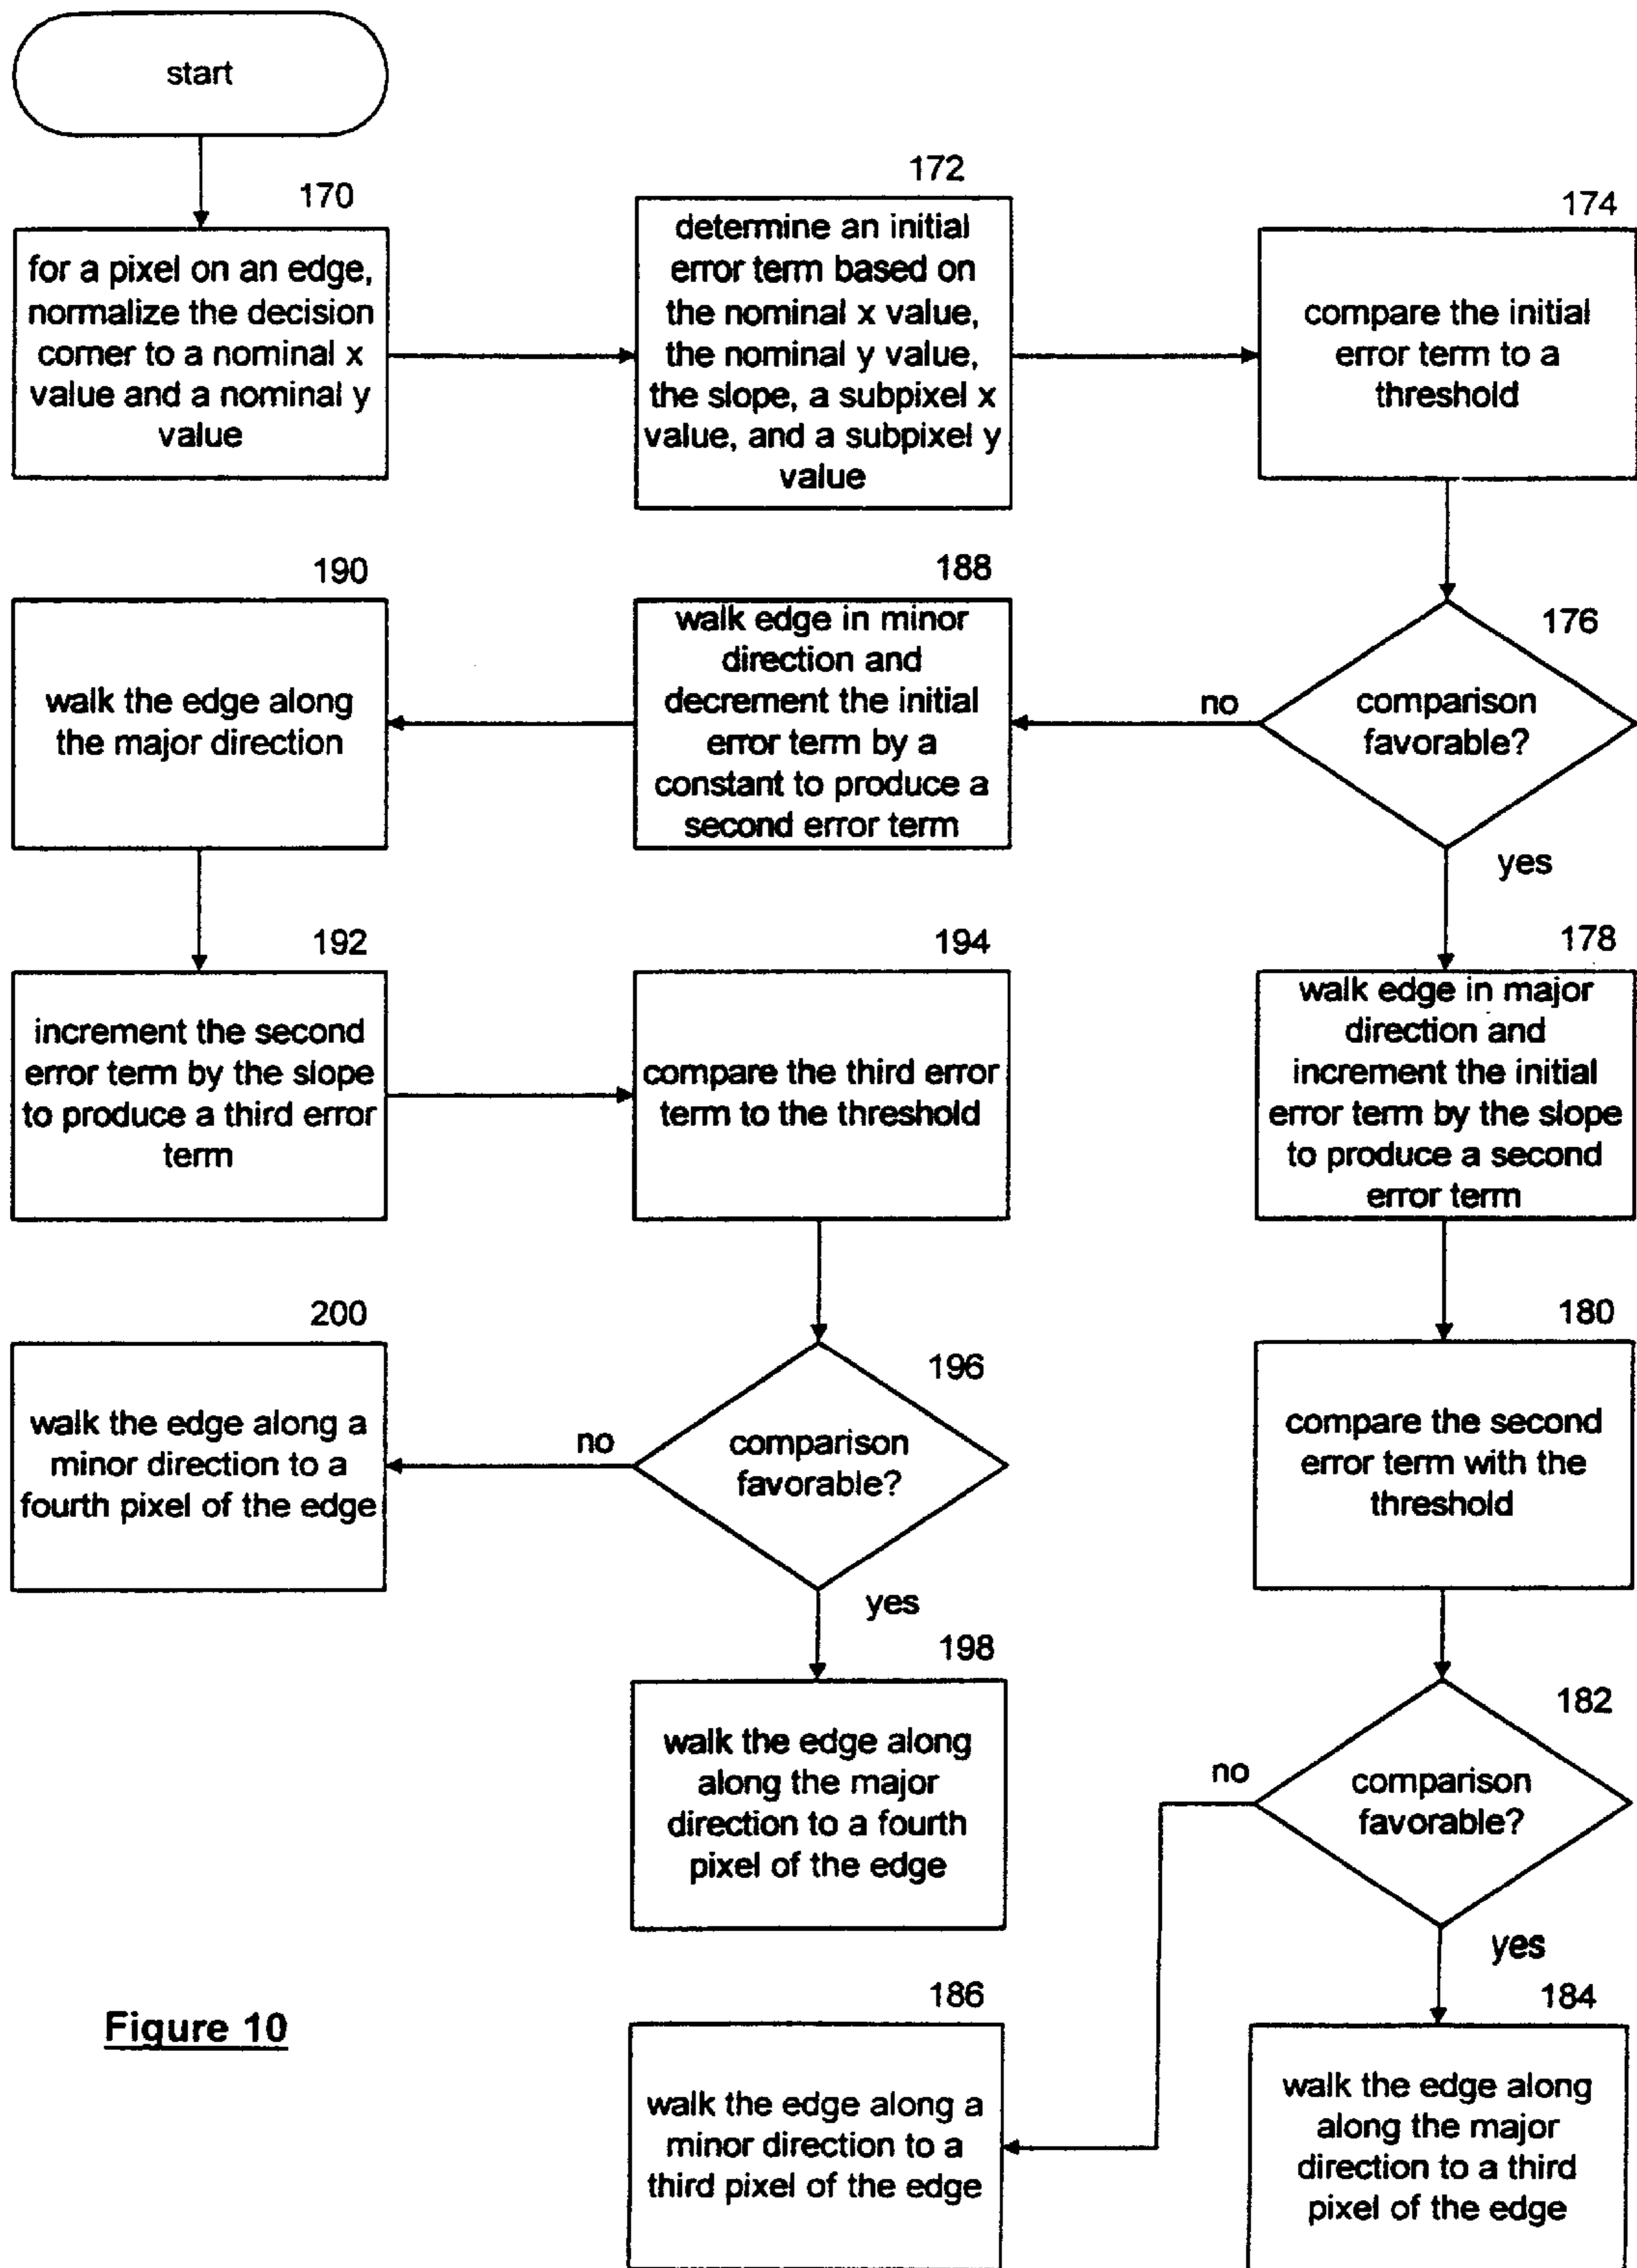 start
170
for a pixel on an edge,
normalize the decision
corner to a nominal x
value and a nominal y
value
172
determine an initial
error term based on
the nominal x value,
the nominal y value,
the slope, a subpixel x
value, and a subpixel y
value
174
compare the initial
error term to a
threshold
176
comparison
favorable?
no
yes
188
walk edge in minor
direction and
decrement the initial
error term by a
constant to produce a
second error term
190
walk the edge along
the major direction
192
increment the second
error term by the slope
to produce a third error
term
194
compare the third error
term to the threshold
196
comparison
favorable?
no
yes
200
walk the edge along a
minor direction to a
fourth pixel of the edge
198
walk the edge along
along the major
direction to a fourth
pixel of the edge
178
walk edge in major
direction and
increment the initial
error term by the slope
to produce a second
error term
180
compare the second
error term with the
threshold
182
comparison
favorable?
no
yes
186
walk the edge along a
minor direction to a
third pixel of the edge
184
walk the edge along
along the major
direction to a third
pixel of the edge
Figure 10